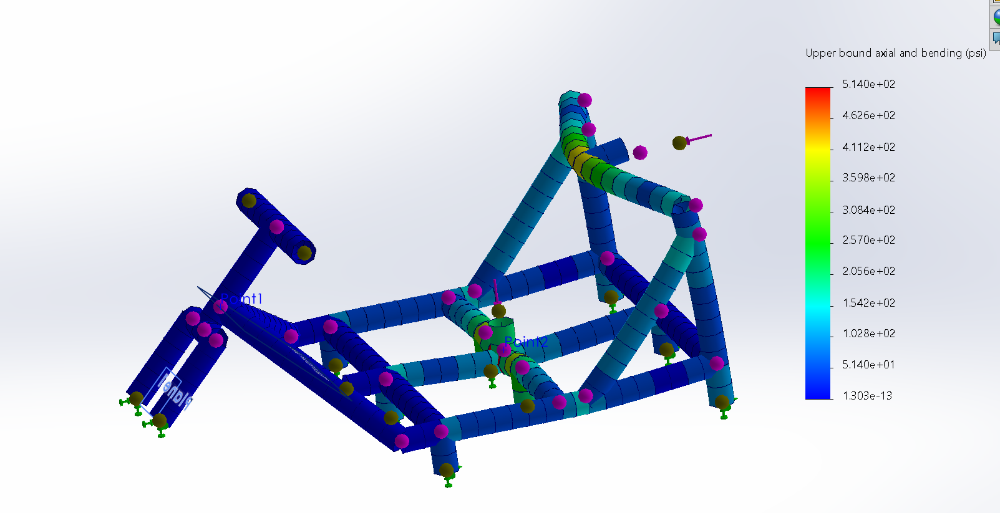 Upper bound axial and bending (psi)
5.140e+02
4.626e+02
4.112e+02
3.598e+02
3.084e+02
2.570e+02
2.056e+02
1.542e+02
1.028e+02
5.140e+01
1.303e-13
Point1
Point2
Plane1